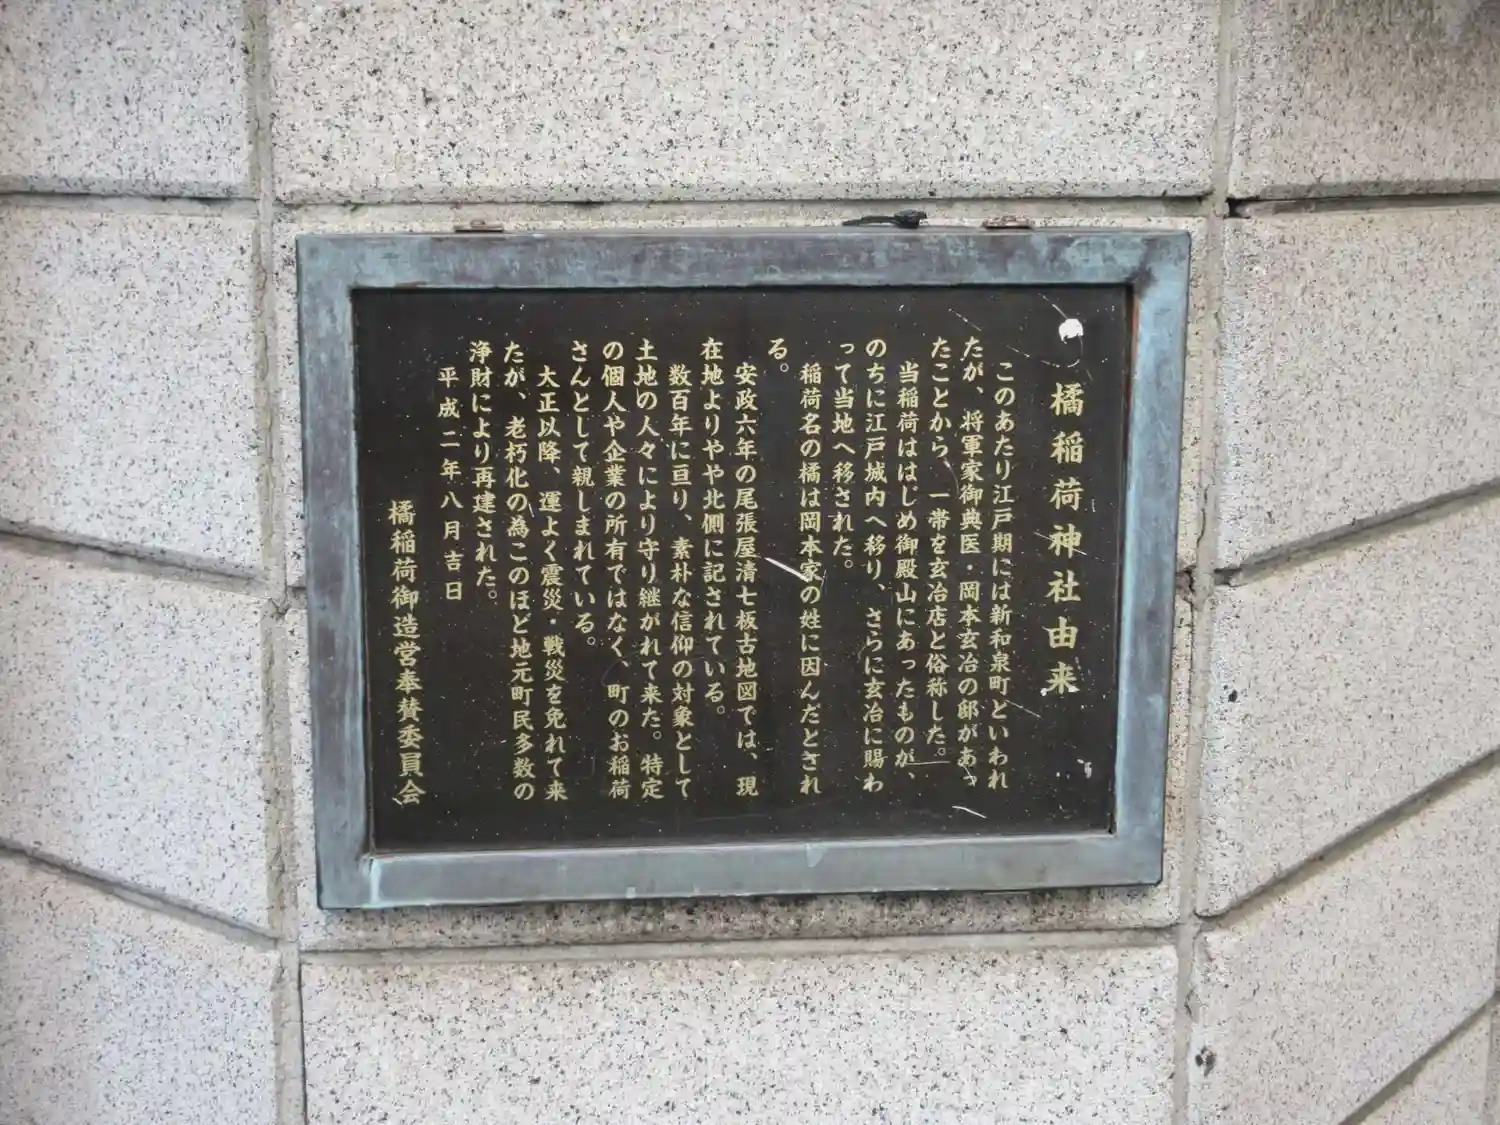 橘稲荷神社由来
このあたり江戸期には新和泉町といわれ
たが、将軍家御典医・岡本玄冶の邸があっ
たことから、一帯を玄冶店と俗称した。
当稲荷ははじめ御殿山にあったものが、
のちに江戸城内へ移り、さらに玄冶に賜わ
って当地へ移された。
稲荷名の橘は岡本家の姓に因んだとされ
る。
安政六年の尾張屋清七板古地図では、現
在地よりやや北側に記されている。
数百年に亘り、素朴な信仰の対象として
土地の人々により守り継がれて来た。特定
の個人や企業の所有ではなく、町のお稲荷
さんとして親しまれている。
大正以降、運よく震災・戦災を免れて来
たが、老朽化の為このほど地元町民多数の
浄財により再建された。
平成二年八月吉日
橘稲荷御造営奉賛委員会